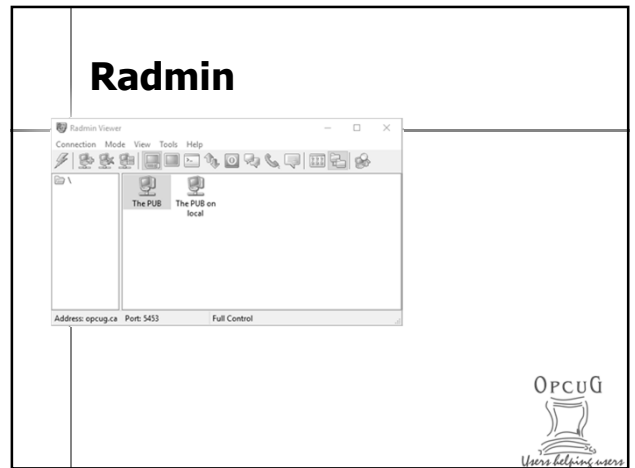 Radmin
Radmin Viewer
Connection Mode View Tools Help
\
The PUB
The PUB on
local
Address: opcug.ca Port: 5453 Full Control
OPCUG
Users helping users